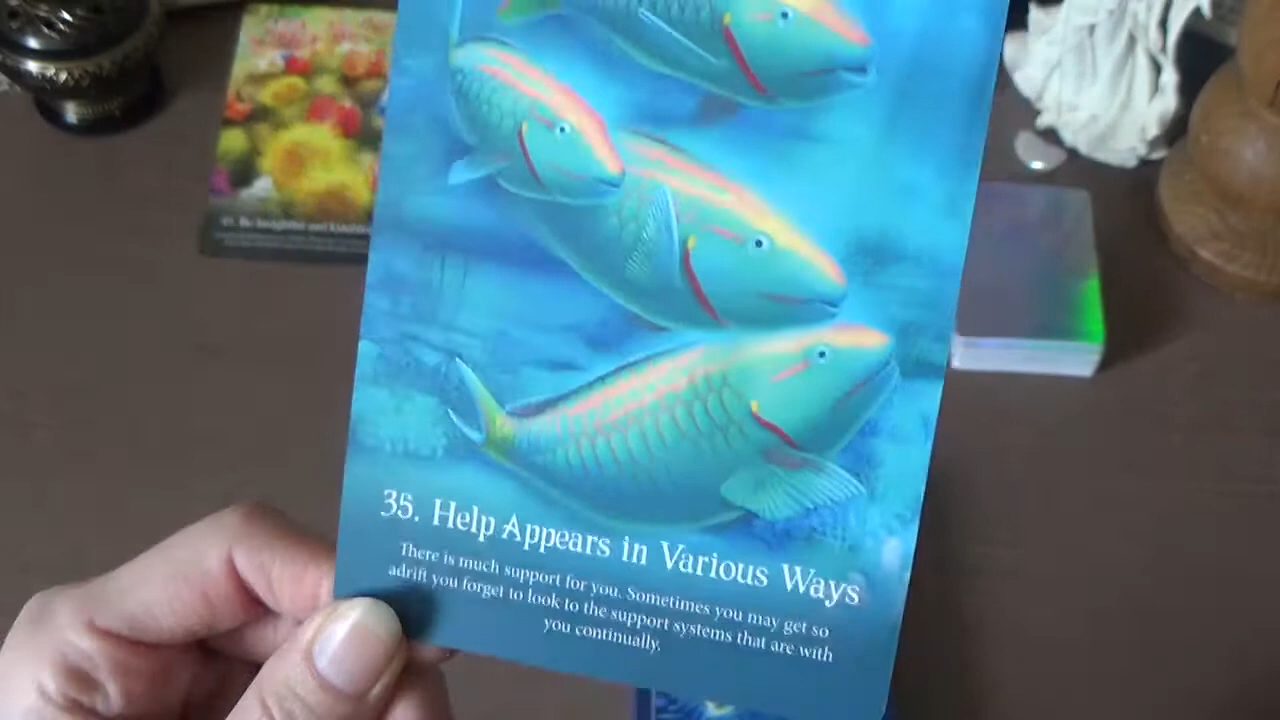 35. Help Appears in Various Ways
There is much support for you. Sometimes you may get so
adrift you forget to look to the support systems that are with
you continually.